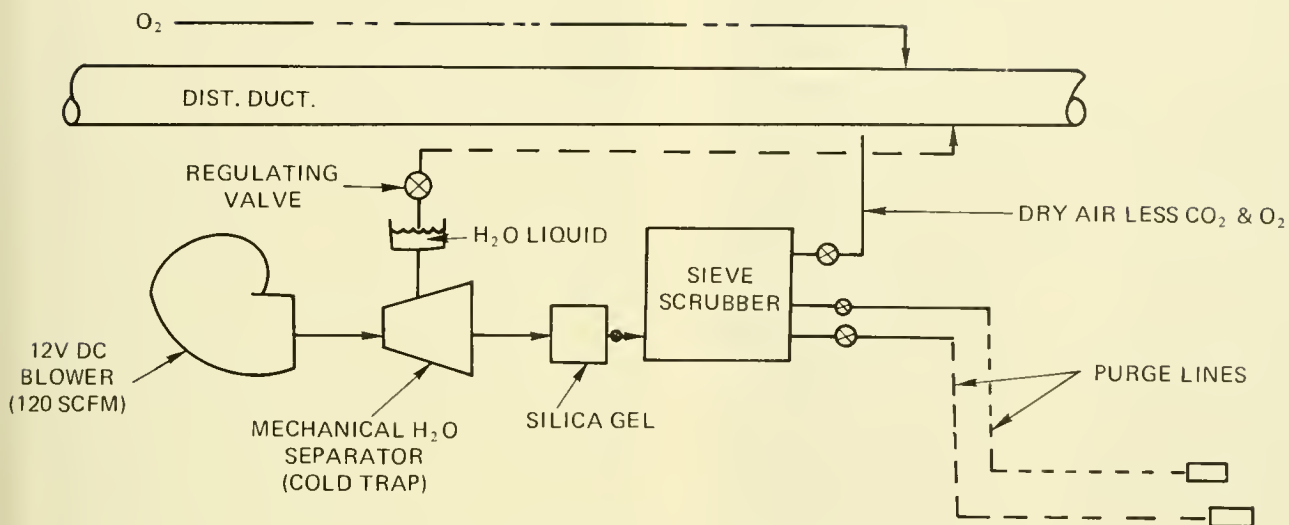 O₂
DIST. DUCT.
REGULATING
VALVE
H₂O LIQUID
DRY AIR LESS CO₂ & O₂
SIEVE
SCRUBBER
12V DC
BLOWER
(120 SCFM)
MECHANICAL H₂O
SEPARATOR
(COLD TRAP)
SILICA GEL
PURGE LINES